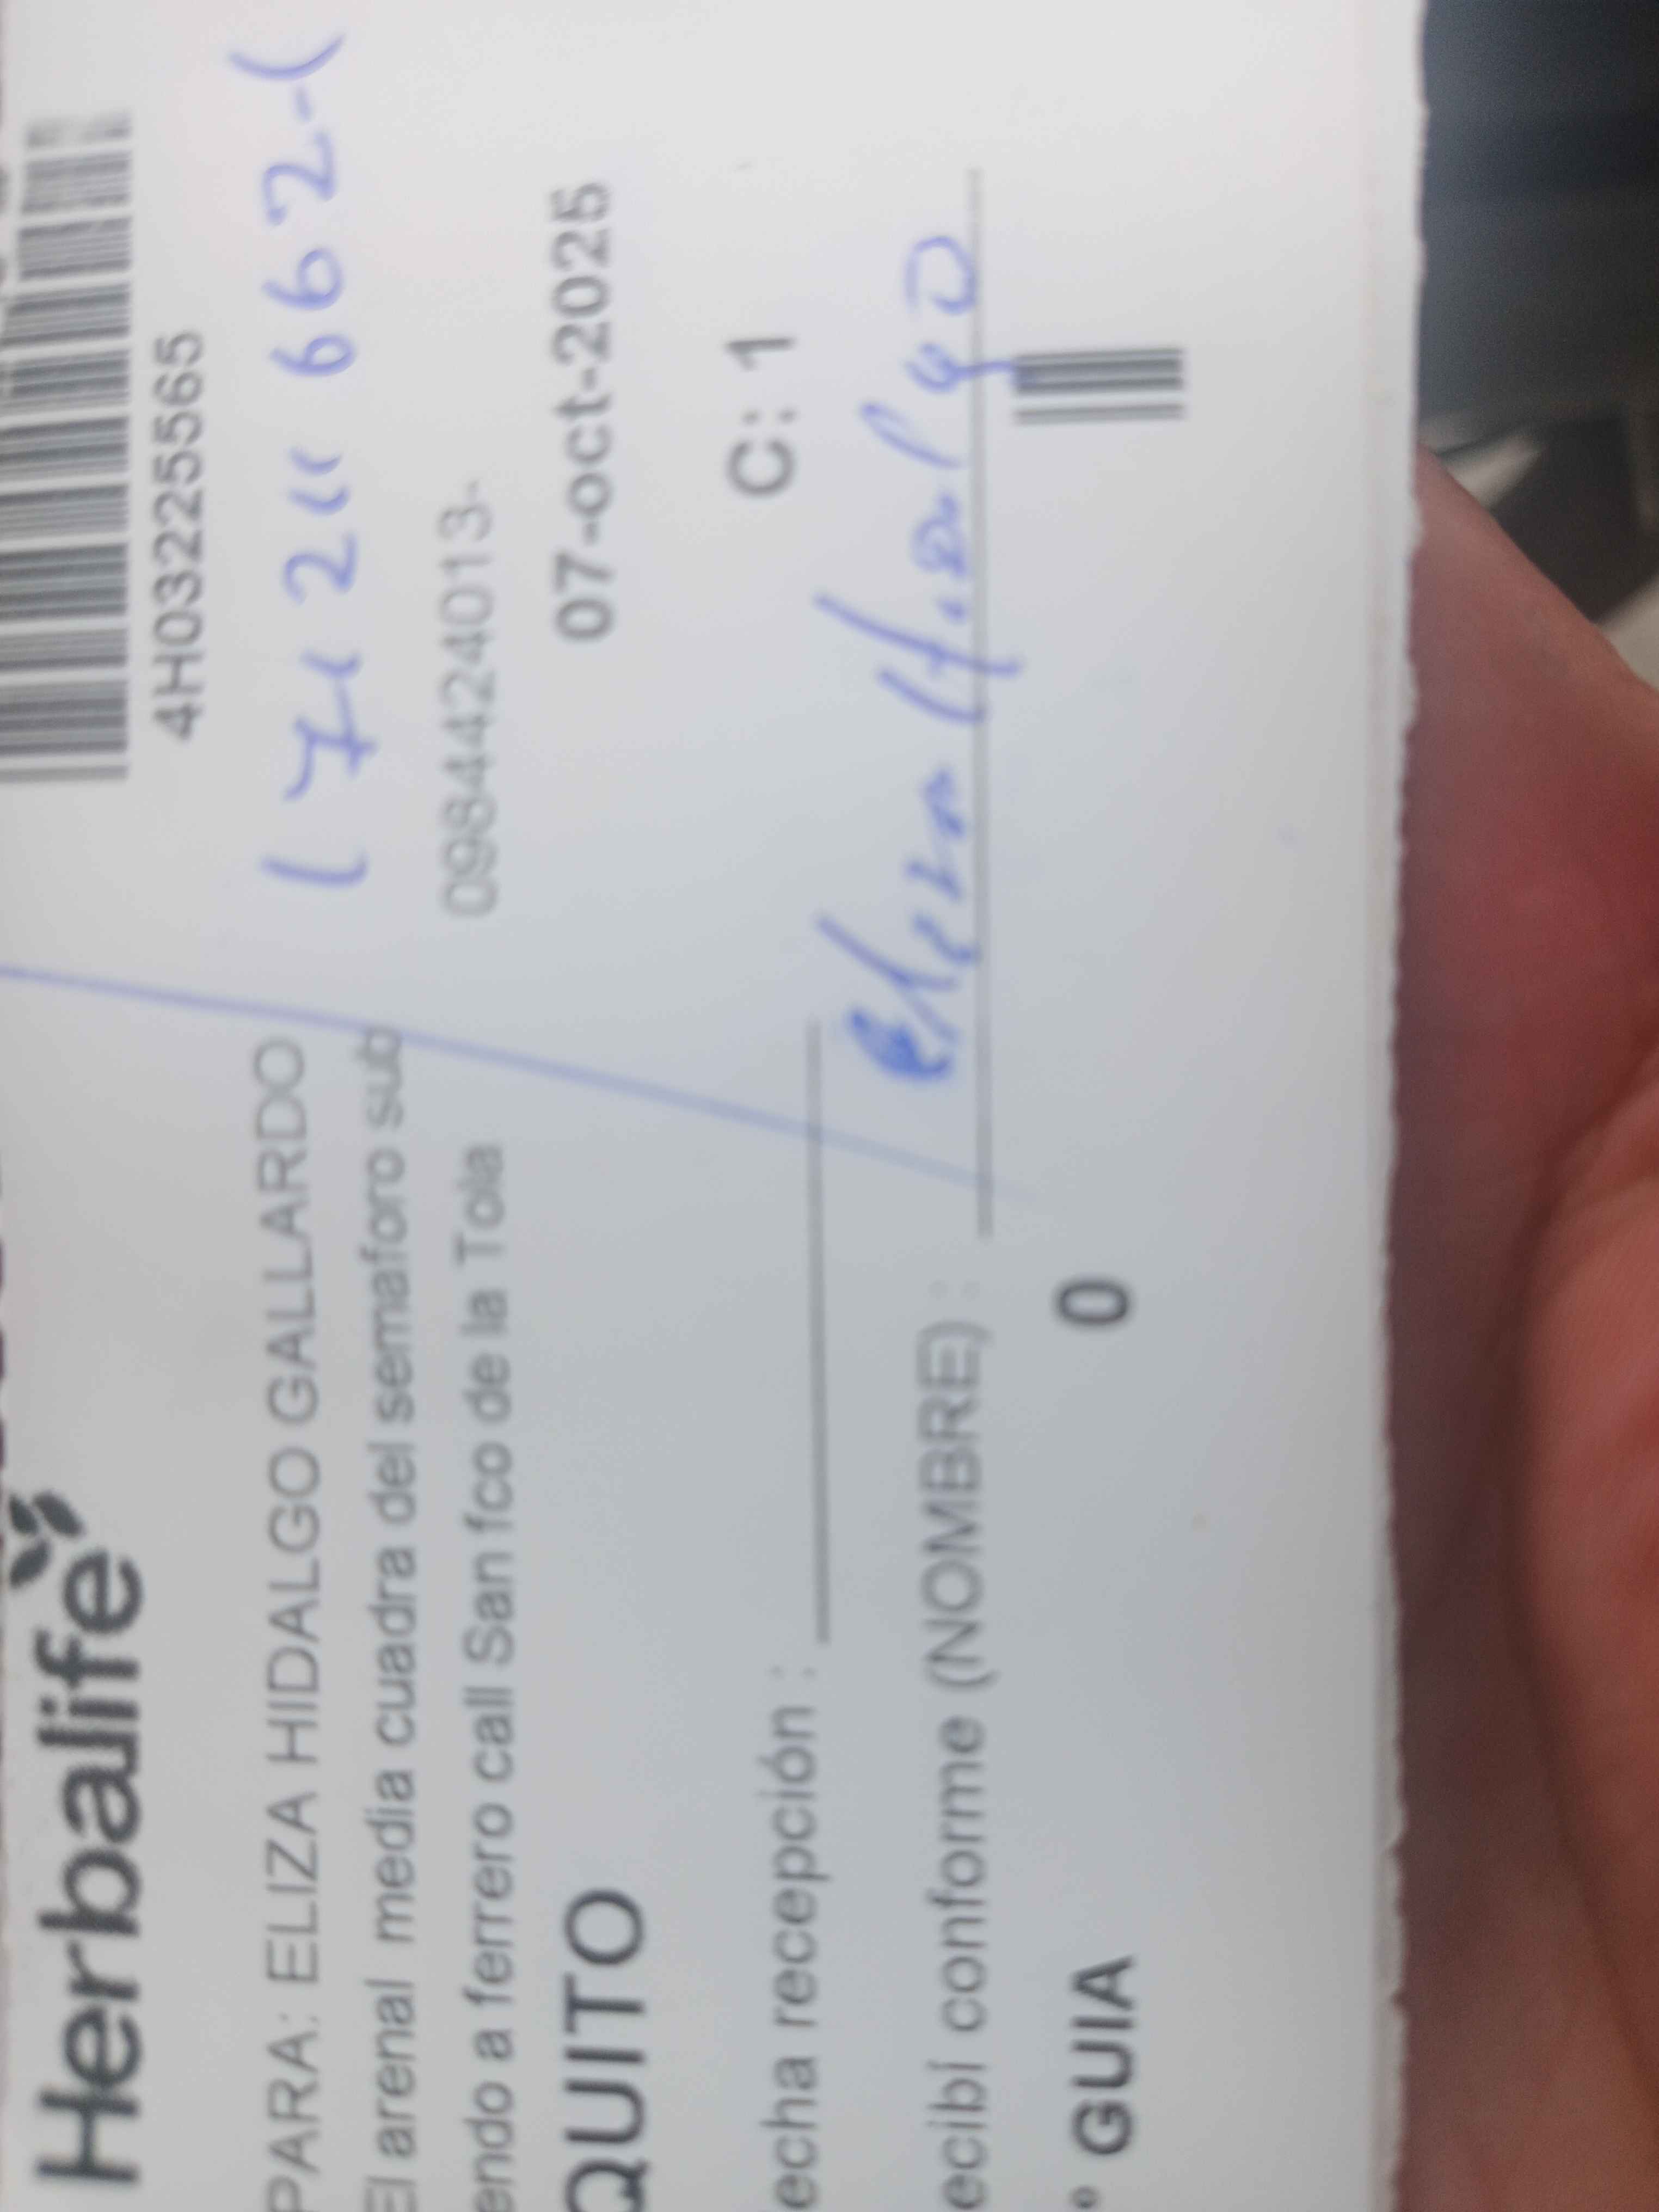 Herbalife
4H03225565
PARA: ELIZA HIDALGO GALLARDO
El arenal media cuadra del semaforo sub
endo a ferrero call San fco de la Tola
0984424013-
QUITO
07-oct-2025
C: 1
echa recepción :
ecibí conforme (NOMBRE) :
° GUIA
0